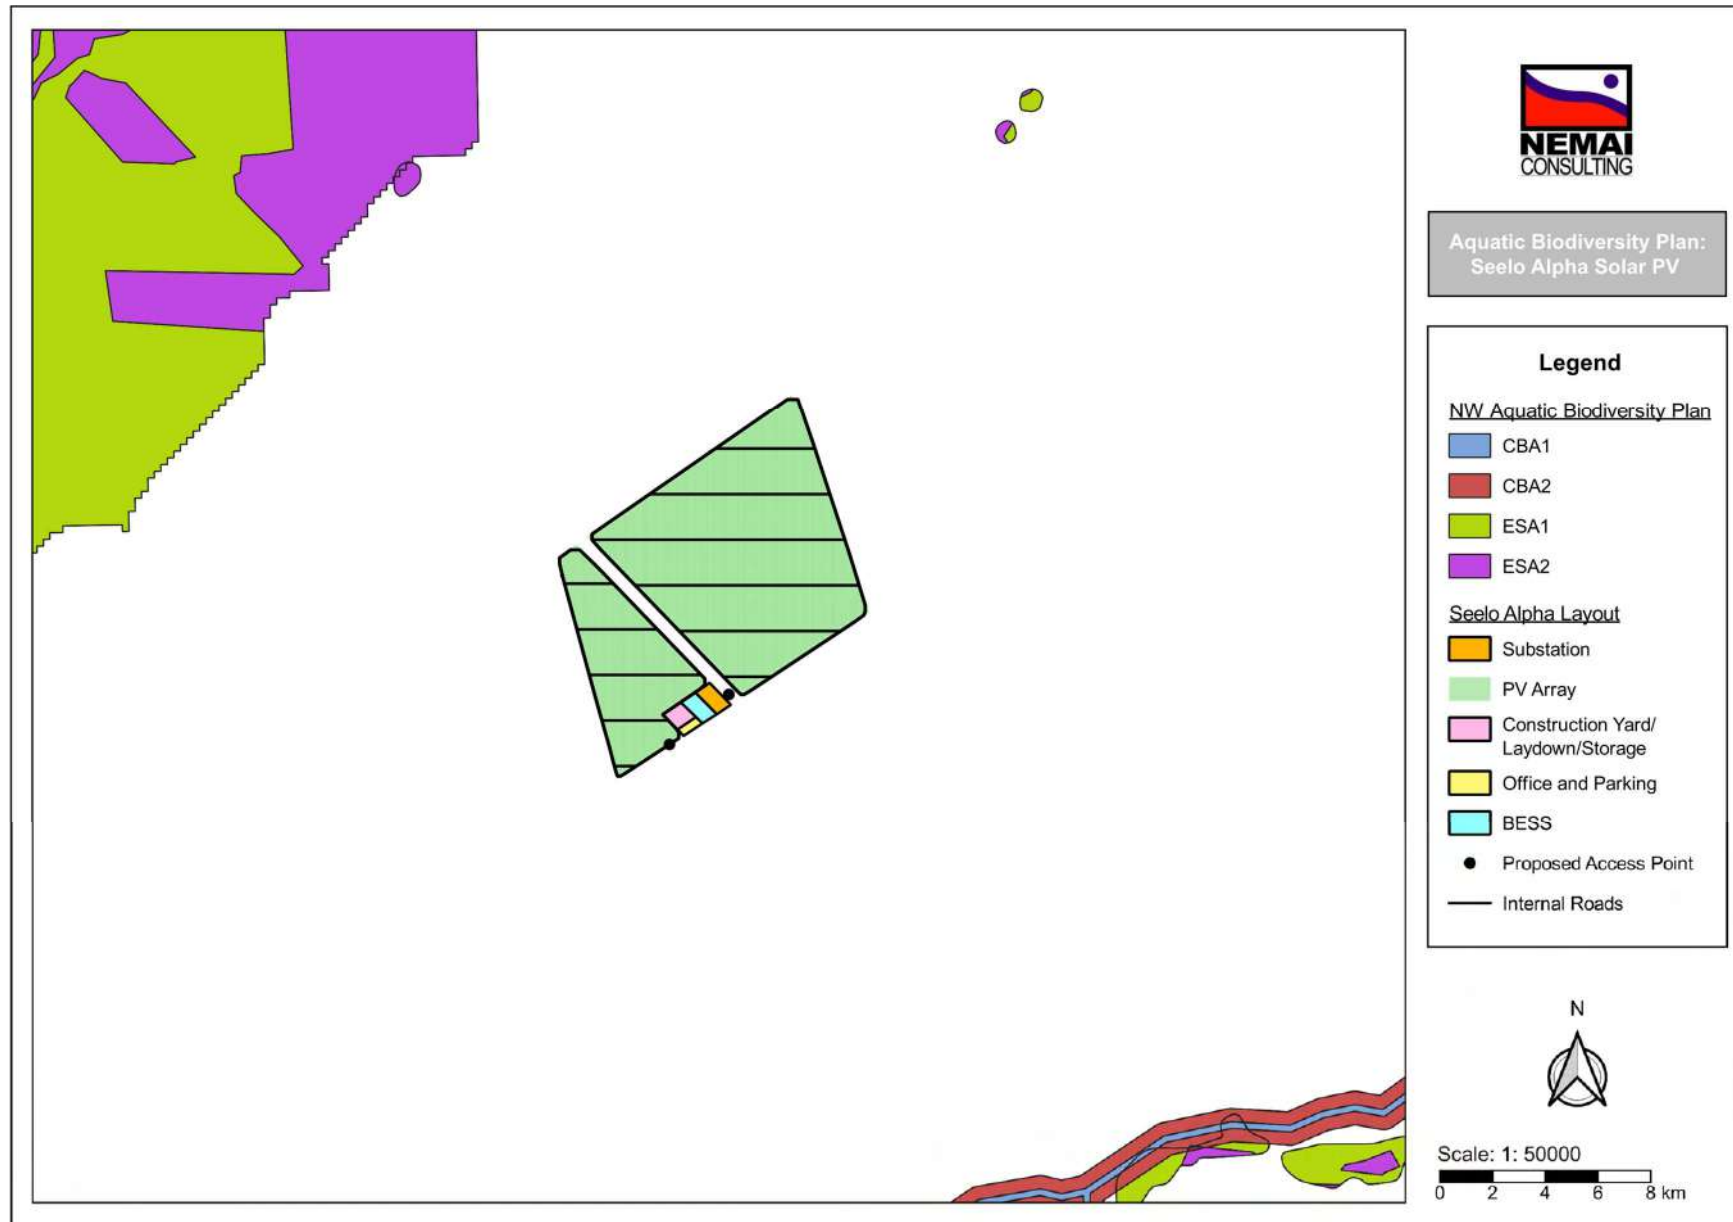 NEMAI
CONSULTING
Aquatic Biodiversity Plan:
Seelo Alpha Solar PV
Legend
NW Aquatic Biodiversity Plan
CBA1
CBA2
ESA1
ESA2
Seelo Alpha Layout
Substation
PV Array
Construction Yard/
Laydown/Storage
Office and Parking
BESS
Proposed Access Point
Internal Roads
N
Scale: 1: 50000
0 2 4 6 8 km